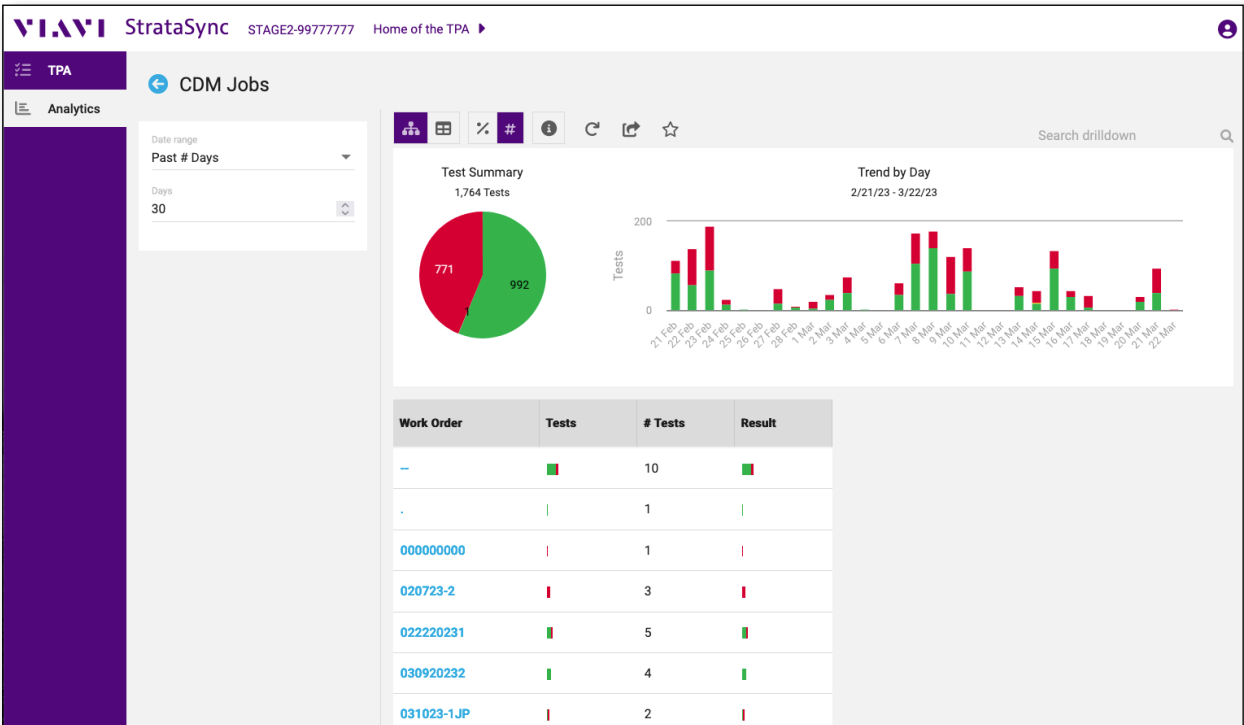 VIAVI StrataSync STAGE2-99777777 Home of the TPA
TPA
Analytics
CDM Jobs
Date range
Past # Days
Days
30
#
Search drilldown
Test Summary
1,764 Tests
771
992
1
Trend by Day
2/21/23 - 3/22/23
200
Tests
0
21 Feb
22 Feb
23 Feb
24 Feb
25 Feb
26 Feb
27 Feb
28 Feb
1 Mar
2 Mar
3 Mar
4 Mar
5 Mar
6 Mar
7 Mar
8 Mar
9 Mar
10 Mar
11 Mar
12 Mar
13 Mar
14 Mar
15 Mar
16 Mar
17 Mar
18 Mar
19 Mar
20 Mar
21 Mar
22 Mar
Work Order Tests # Tests Result
-- 10
. 1
000000000 1
020723-2 3
022220231 5
030920232 4
031023-1JP 2